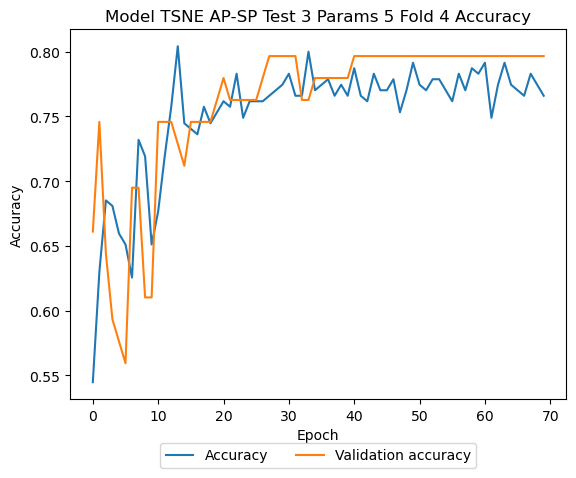 Model TSNE AP-SP Test 3 Params 5 Fold 4 Accuracy
0.80
0.75
0.70
0.65
0.60
0.55
Accuracy
0 10 20 30 40 50 60 70
Epoch
Accuracy Validation accuracy